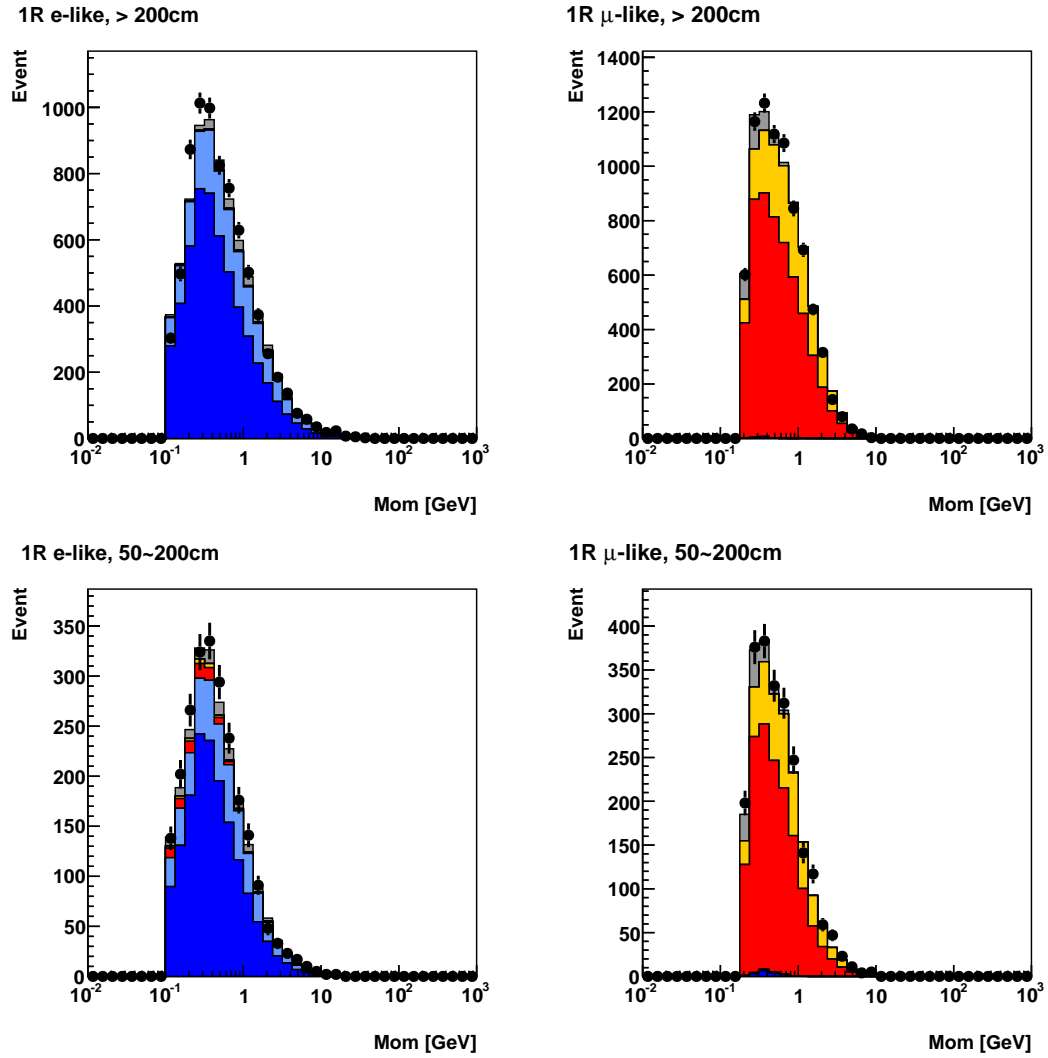 1R e-like, > 200cm
Event
1000
800
600
400
200
0
10⁻² 10⁻¹ 1 10 10² 10³
Mom [GeV]
1R μ-like, > 200cm
Event
1400
1200
1000
800
600
400
200
0
10⁻² 10⁻¹ 1 10 10² 10³
Mom [GeV]
1R e-like, 50~200cm
Event
350
300
250
200
150
100
50
0
10⁻² 10⁻¹ 1 10 10² 10³
Mom [GeV]
1R μ-like, 50~200cm
Event
400
350
300
250
200
150
100
50
0
10⁻² 10⁻¹ 1 10 10² 10³
Mom [GeV]